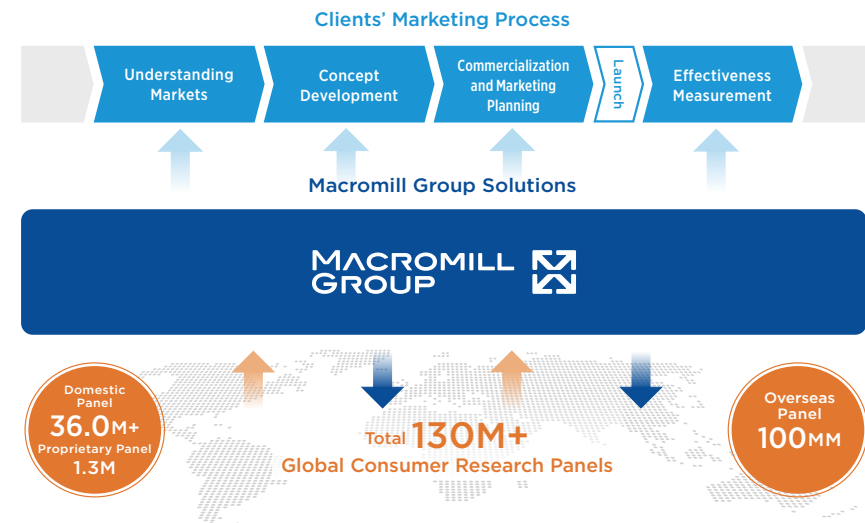 Clients' Marketing Process
Understanding
Markets
Concept
Development
Commercialization
and Marketing
Planning
Launch
Effectiveness
Measurement
Macromill Group Solutions
MACROMILL
GROUP
Domestic
Panel
36.0M+
Proprietary Panel
1.3M
Total 130M+
Global Consumer Research Panels
Overseas
Panel
100MM